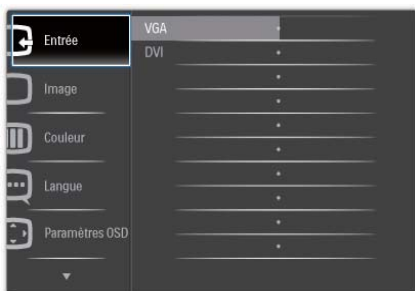 Entrée
VGA
DVI
Image
Couleur
Langue
Paramètres OSD